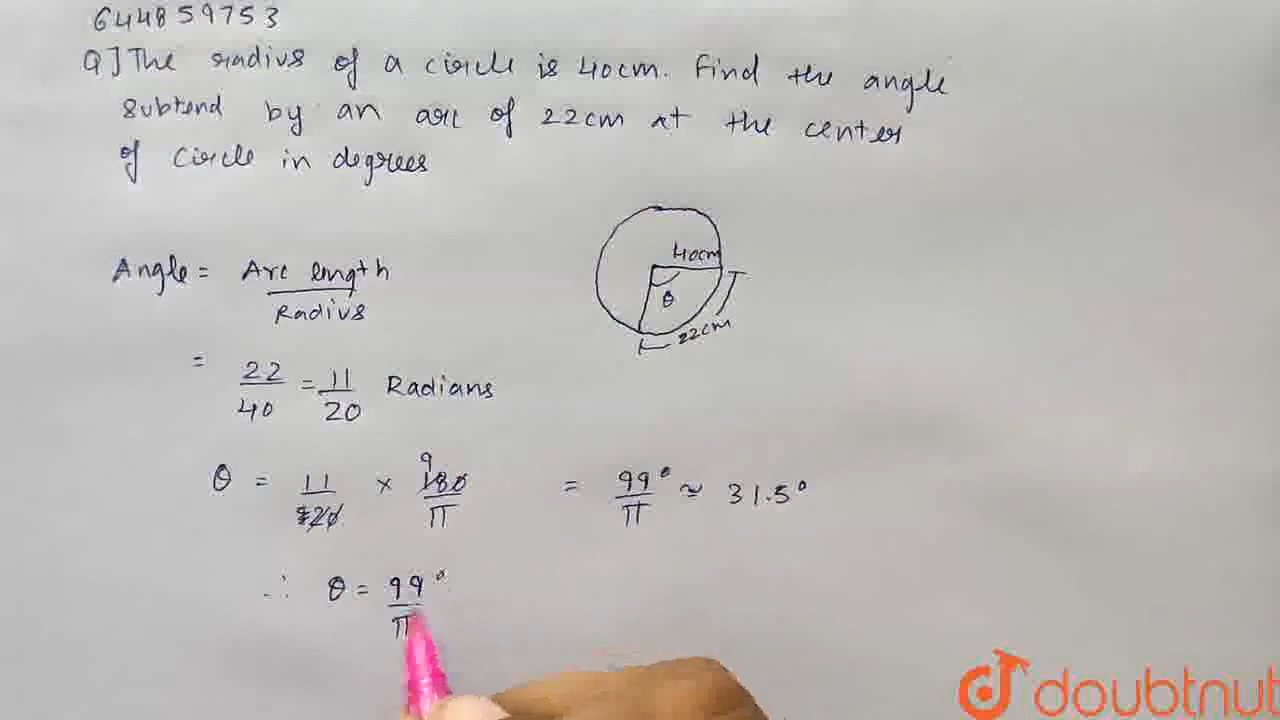 644859753
Q] The radius of a circle is 40cm. Find the angle
subtend by an arc of 22cm at the center
of circle in degrees
Angle = Arc length
Radius
40cm
θ
22cm
= 22/40 = 11/20 Radians
θ = 11/20 × 180/π = 99°/π ≈ 31.5°
9
∴ θ = 99°/π
doubtnut